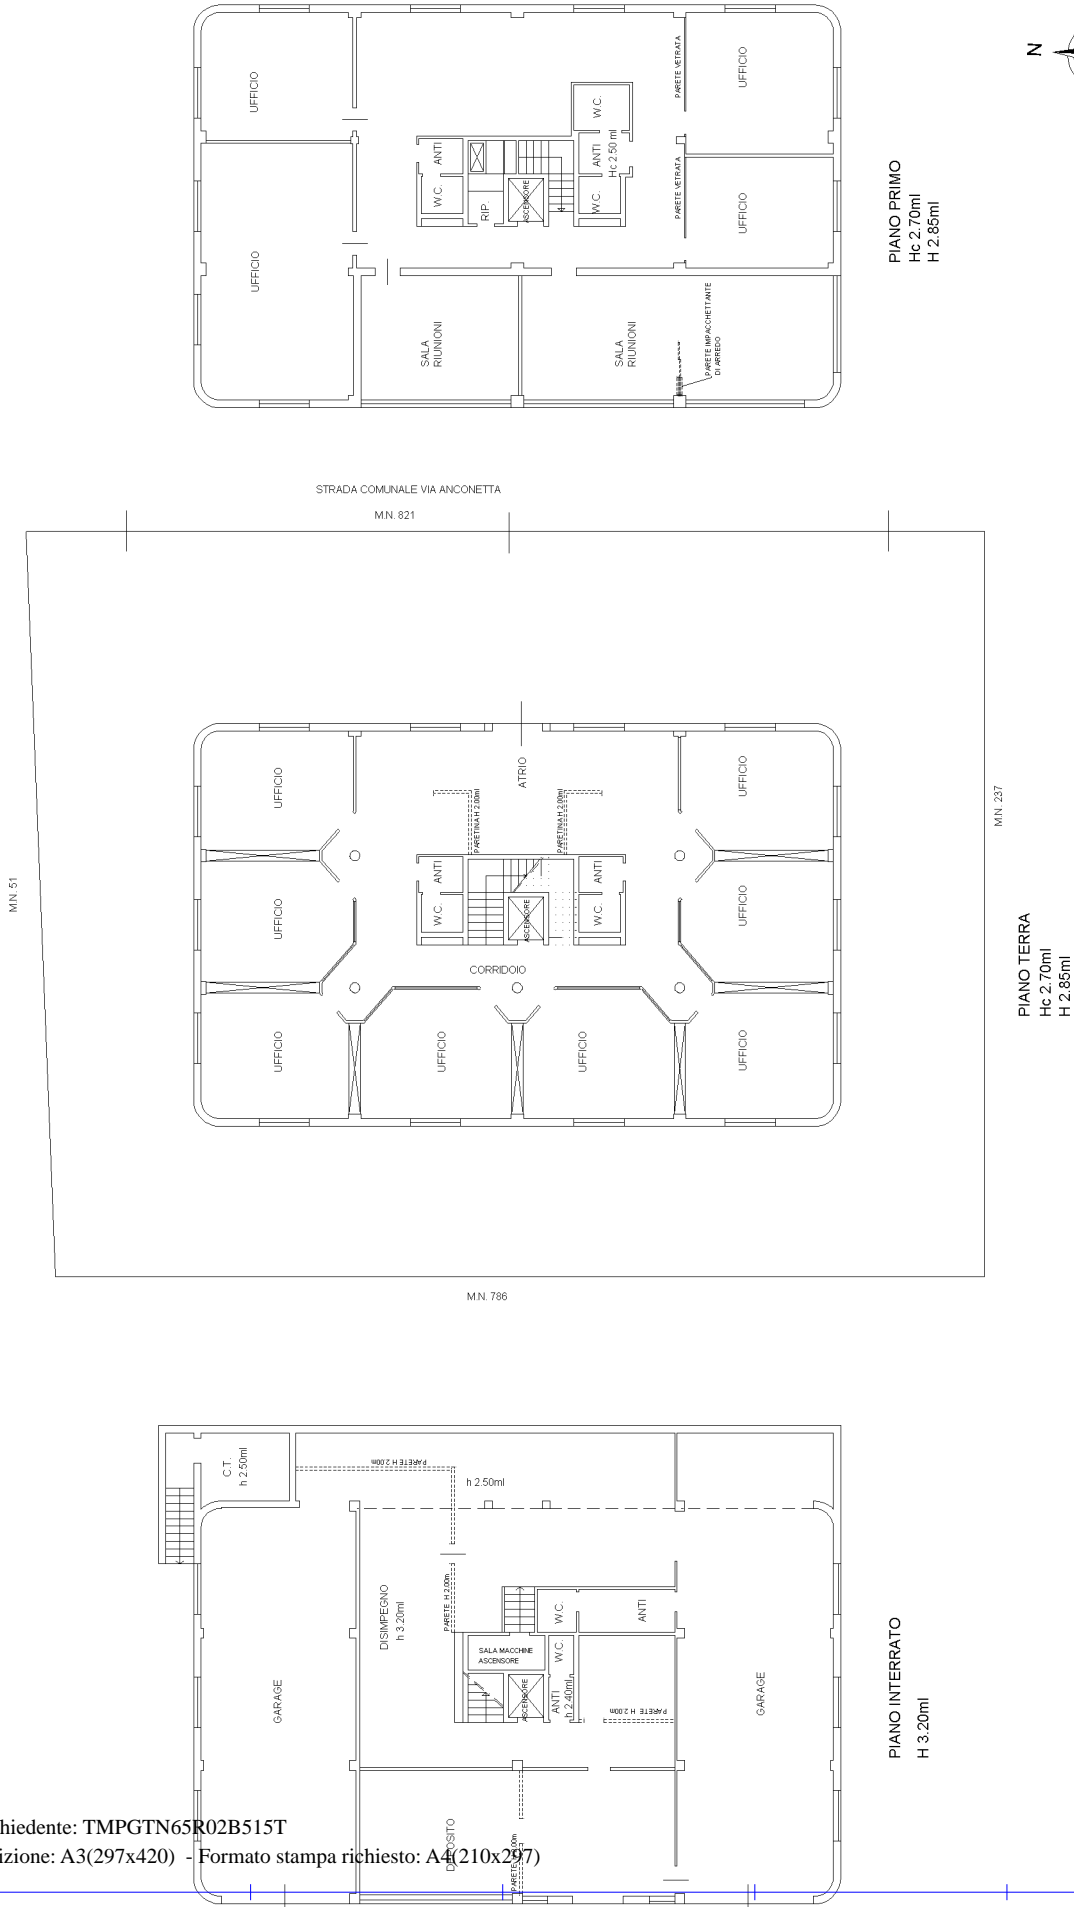 N
UFFICIO
PARETE VETRATA
UFFICIO
W.C.
ANTI
ANTI
Hc 2.50 ml
W.C.
RIP.
ASCENSORE
W.C.
PARETE VETRATA
UFFICIO
UFFICIO
SALA
RIUNIONI
SALA
RIUNIONI
PARETE IMPACCHETTANTE
DI ARREDO
PIANO PRIMO
Hc 2.70ml
H 2.85ml
STRADA COMUNALE VIA ANCONETTA
M.N. 821
M.N. 51
M.N. 237
UFFICIO
ATRIO
UFFICIO
PARETINA H 2.00ml
PARETINA H 2.00ml
ANTI
ANTI
W.C.
ASCENSORE
W.C.
UFFICIO
UFFICIO
CORRIDOIO
UFFICIO
UFFICIO
UFFICIO
UFFICIO
PIANO TERRA
Hc 2.70ml
H 2.85ml
M.N. 786
C.T.
h 2.50ml
PARETE H 2.00m
h 2.50ml
DISIMPEGNO
h 3.20ml
PARETE H 2.00m
W.C.
ANTI
SALA MACCHINE
ASCENSORE
W.C.
ASCENSORE
ANTI
h 2.40ml
PARETE H 2.00m
GARAGE
GARAGE
PIANO INTERRATO
H 3.20ml
DEPOSITO
PARETE H 2.00m
hiedente: TMPGTN65R02B515T
izione: A3(297x420) - Formato stampa richiesto: A4(210x297)